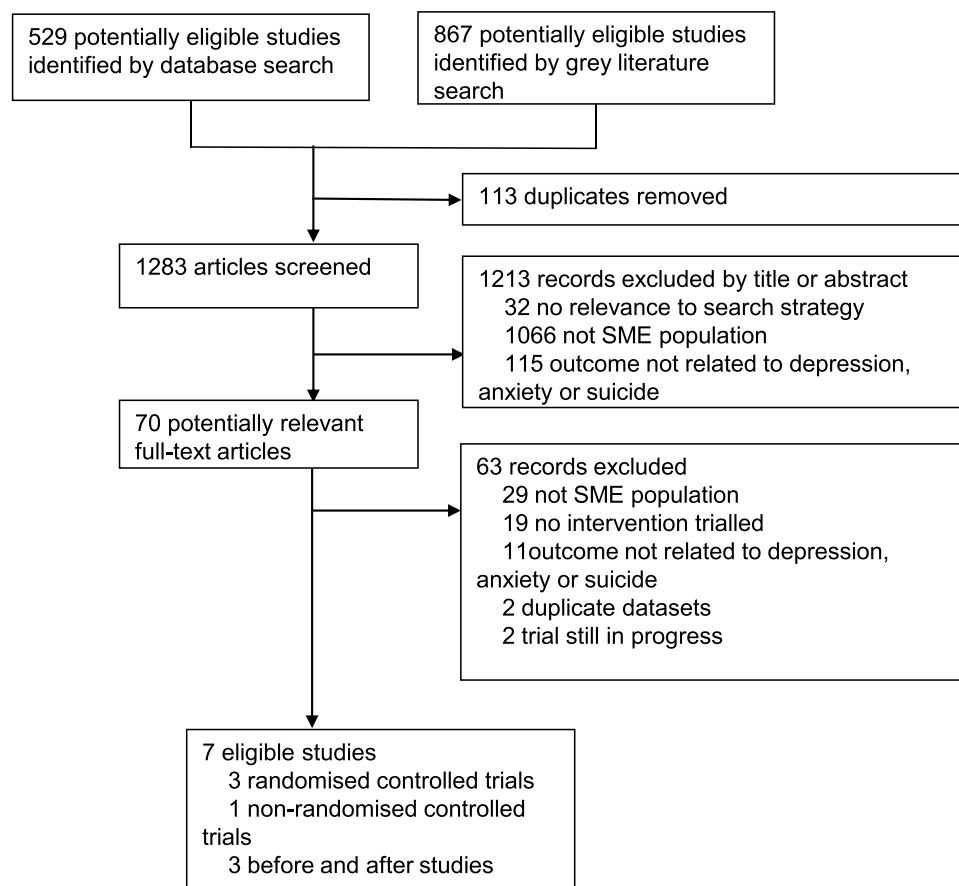 529 potentially eligible studies
identified by database search
867 potentially eligible studies
identified by grey literature
search
113 duplicates removed
1283 articles screened
1213 records excluded by title or abstract
32 no relevance to search strategy
1066 not SME population
115 outcome not related to depression,
anxiety or suicide
70 potentially relevant
full-text articles
63 records excluded
29 not SME population
19 no intervention trialled
11outcome not related to depression,
anxiety or suicide
2 duplicate datasets
2 trial still in progress
7 eligible studies
3 randomised controlled trials
1 non-randomised controlled
trials
3 before and after studies